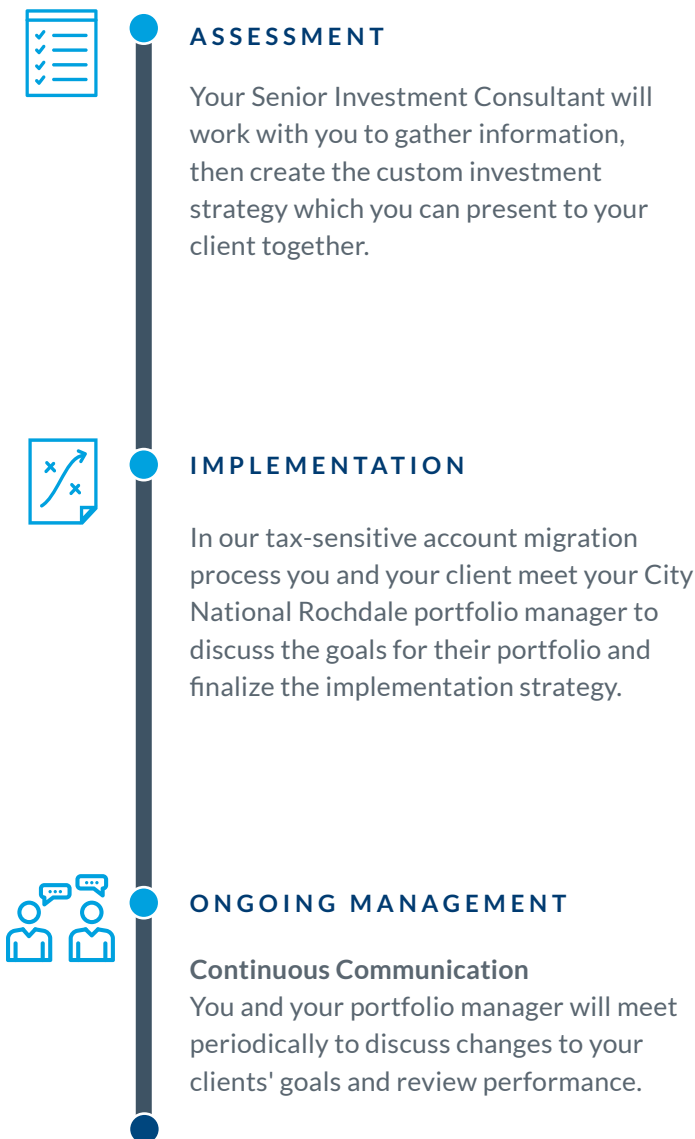 ASSESSMENT
Your Senior Investment Consultant will
work with you to gather information,
then create the custom investment
strategy which you can present to your
client together.
IMPLEMENTATION
In our tax-sensitive account migration
process you and your client meet your City
National Rochdale portfolio manager to
discuss the goals for their portfolio and
finalize the implementation strategy.
ONGOING MANAGEMENT
Continuous Communication
You and your portfolio manager will meet
periodically to discuss changes to your
clients' goals and review performance.